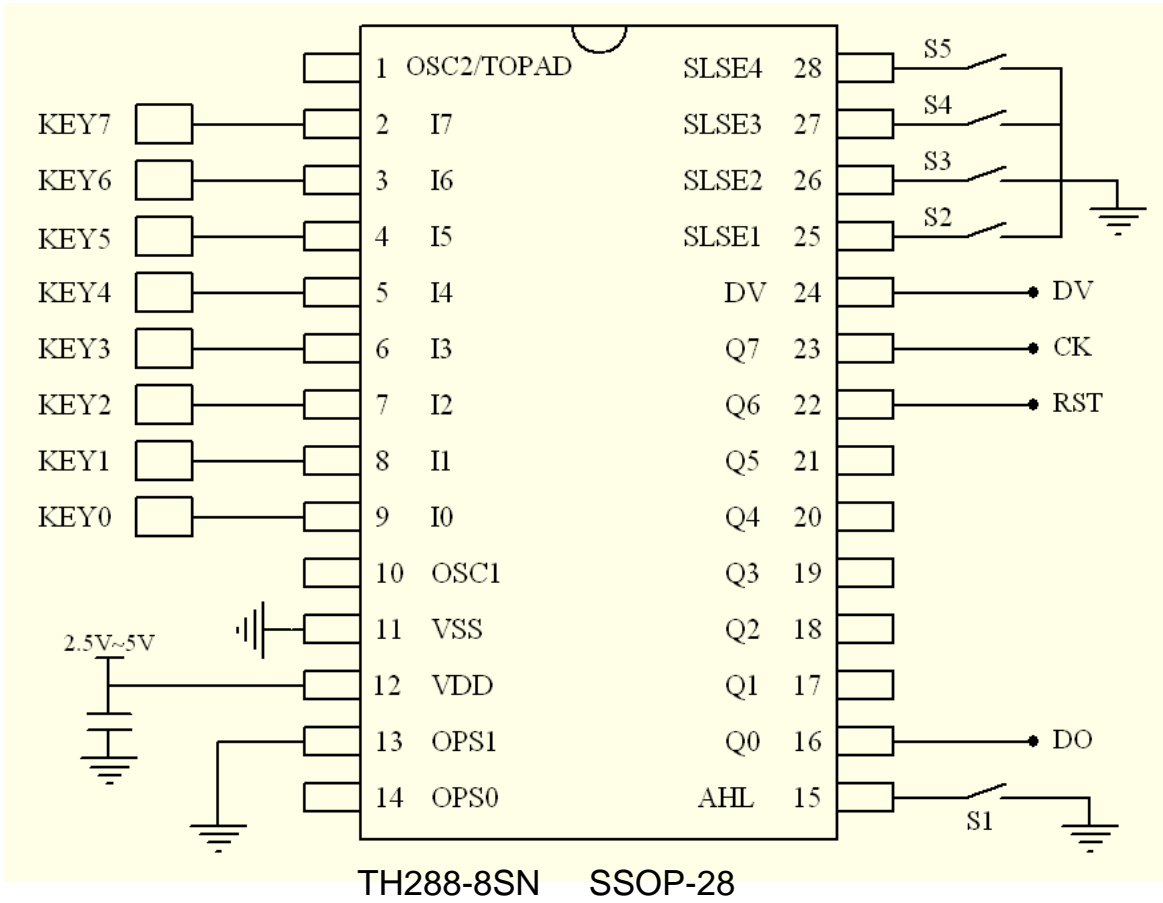 1 OSC2/TOPAD SLSE4 28 S5
KEY7 2 I7 SLSE3 27 S4
KEY6 3 I6 SLSE2 26 S3
KEY5 4 I5 SLSE1 25 S2
KEY4 5 I4 DV 24 DV
KEY3 6 I3 Q7 23 CK
KEY2 7 I2 Q6 22 RST
KEY1 8 I1 Q5 21
KEY0 9 I0 Q4 20
10 OSC1 Q3 19
11 VSS Q2 18
2.5V~5V
12 VDD Q1 17
13 OPS1 Q0 16 DO
14 OPS0 AHL 15 S1
TH288-8SN SSOP-28